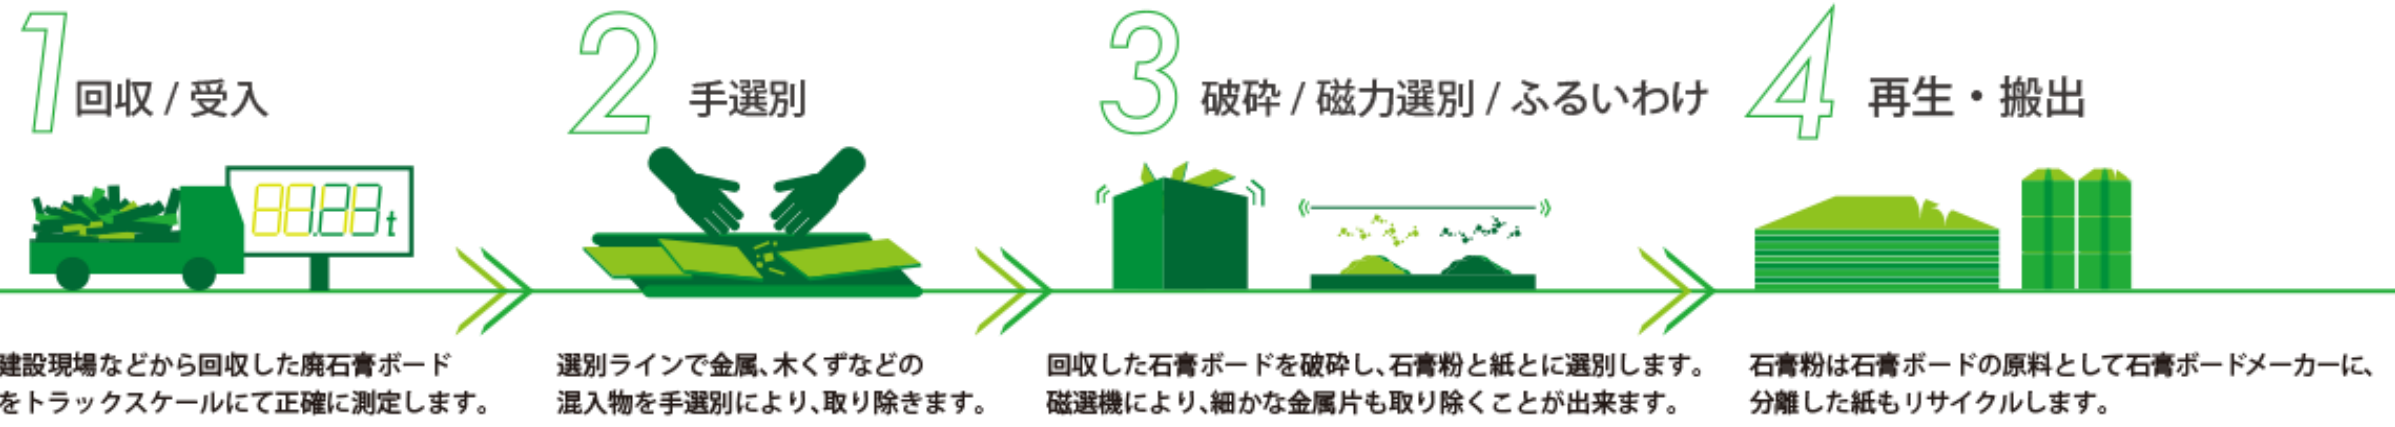 1
回収 / 受入
88.88t
建設現場などから回収した廃石膏ボード
をトラックスケールにて正確に測定します。
2
手選別
選別ラインで金属、木くずなどの
混入物を手選別により、取り除きます。
3
破砕 / 磁力選別 / ふるいわけ
回収した石膏ボードを破砕し、石膏粉と紙とに選別します。
磁選機により、細かな金属片も取り除くことが出来ます。
4
再生・搬出
石膏粉は石膏ボードの原料として石膏ボードメーカーに、
分離した紙もリサイクルします。